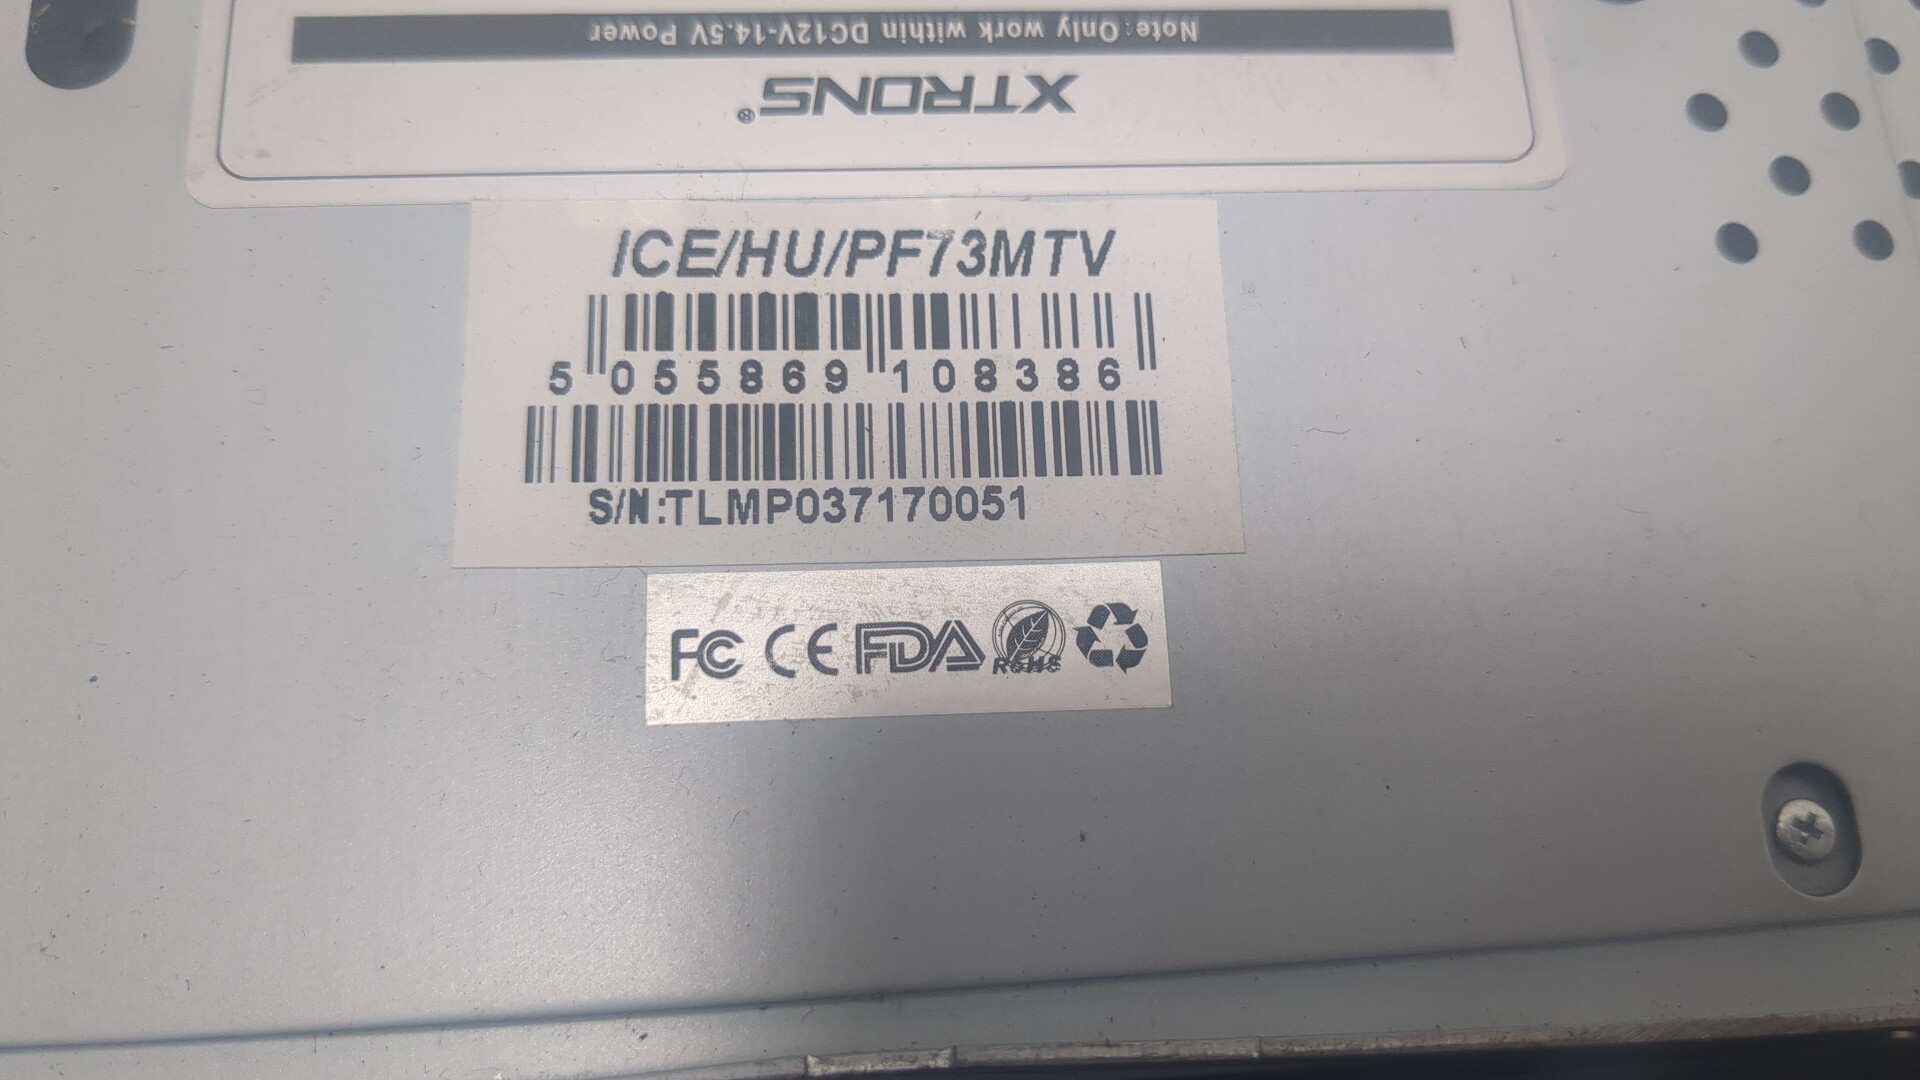 Note:Only work within DC12V-14.5V Power
XTRONS®
ICE/HU/PF73MTV
5 055869 108386
S/N:TLMP037170051
FC CE FDA RoHS